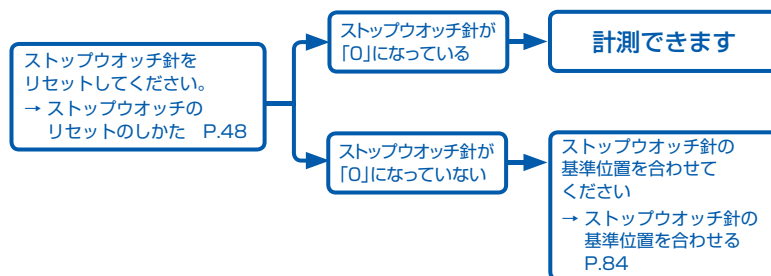 ストップウオッチ針を
リセットしてください。
→ ストップウオッチの
リセットのしかた　P.48
ストップウオッチ針が
「0」になっている
計測できます
ストップウオッチ針が
「0」になっていない
ストップウオッチ針の
基準位置を合わせて
ください
→ ストップウオッチ針の
基準位置を合わせる
P.84